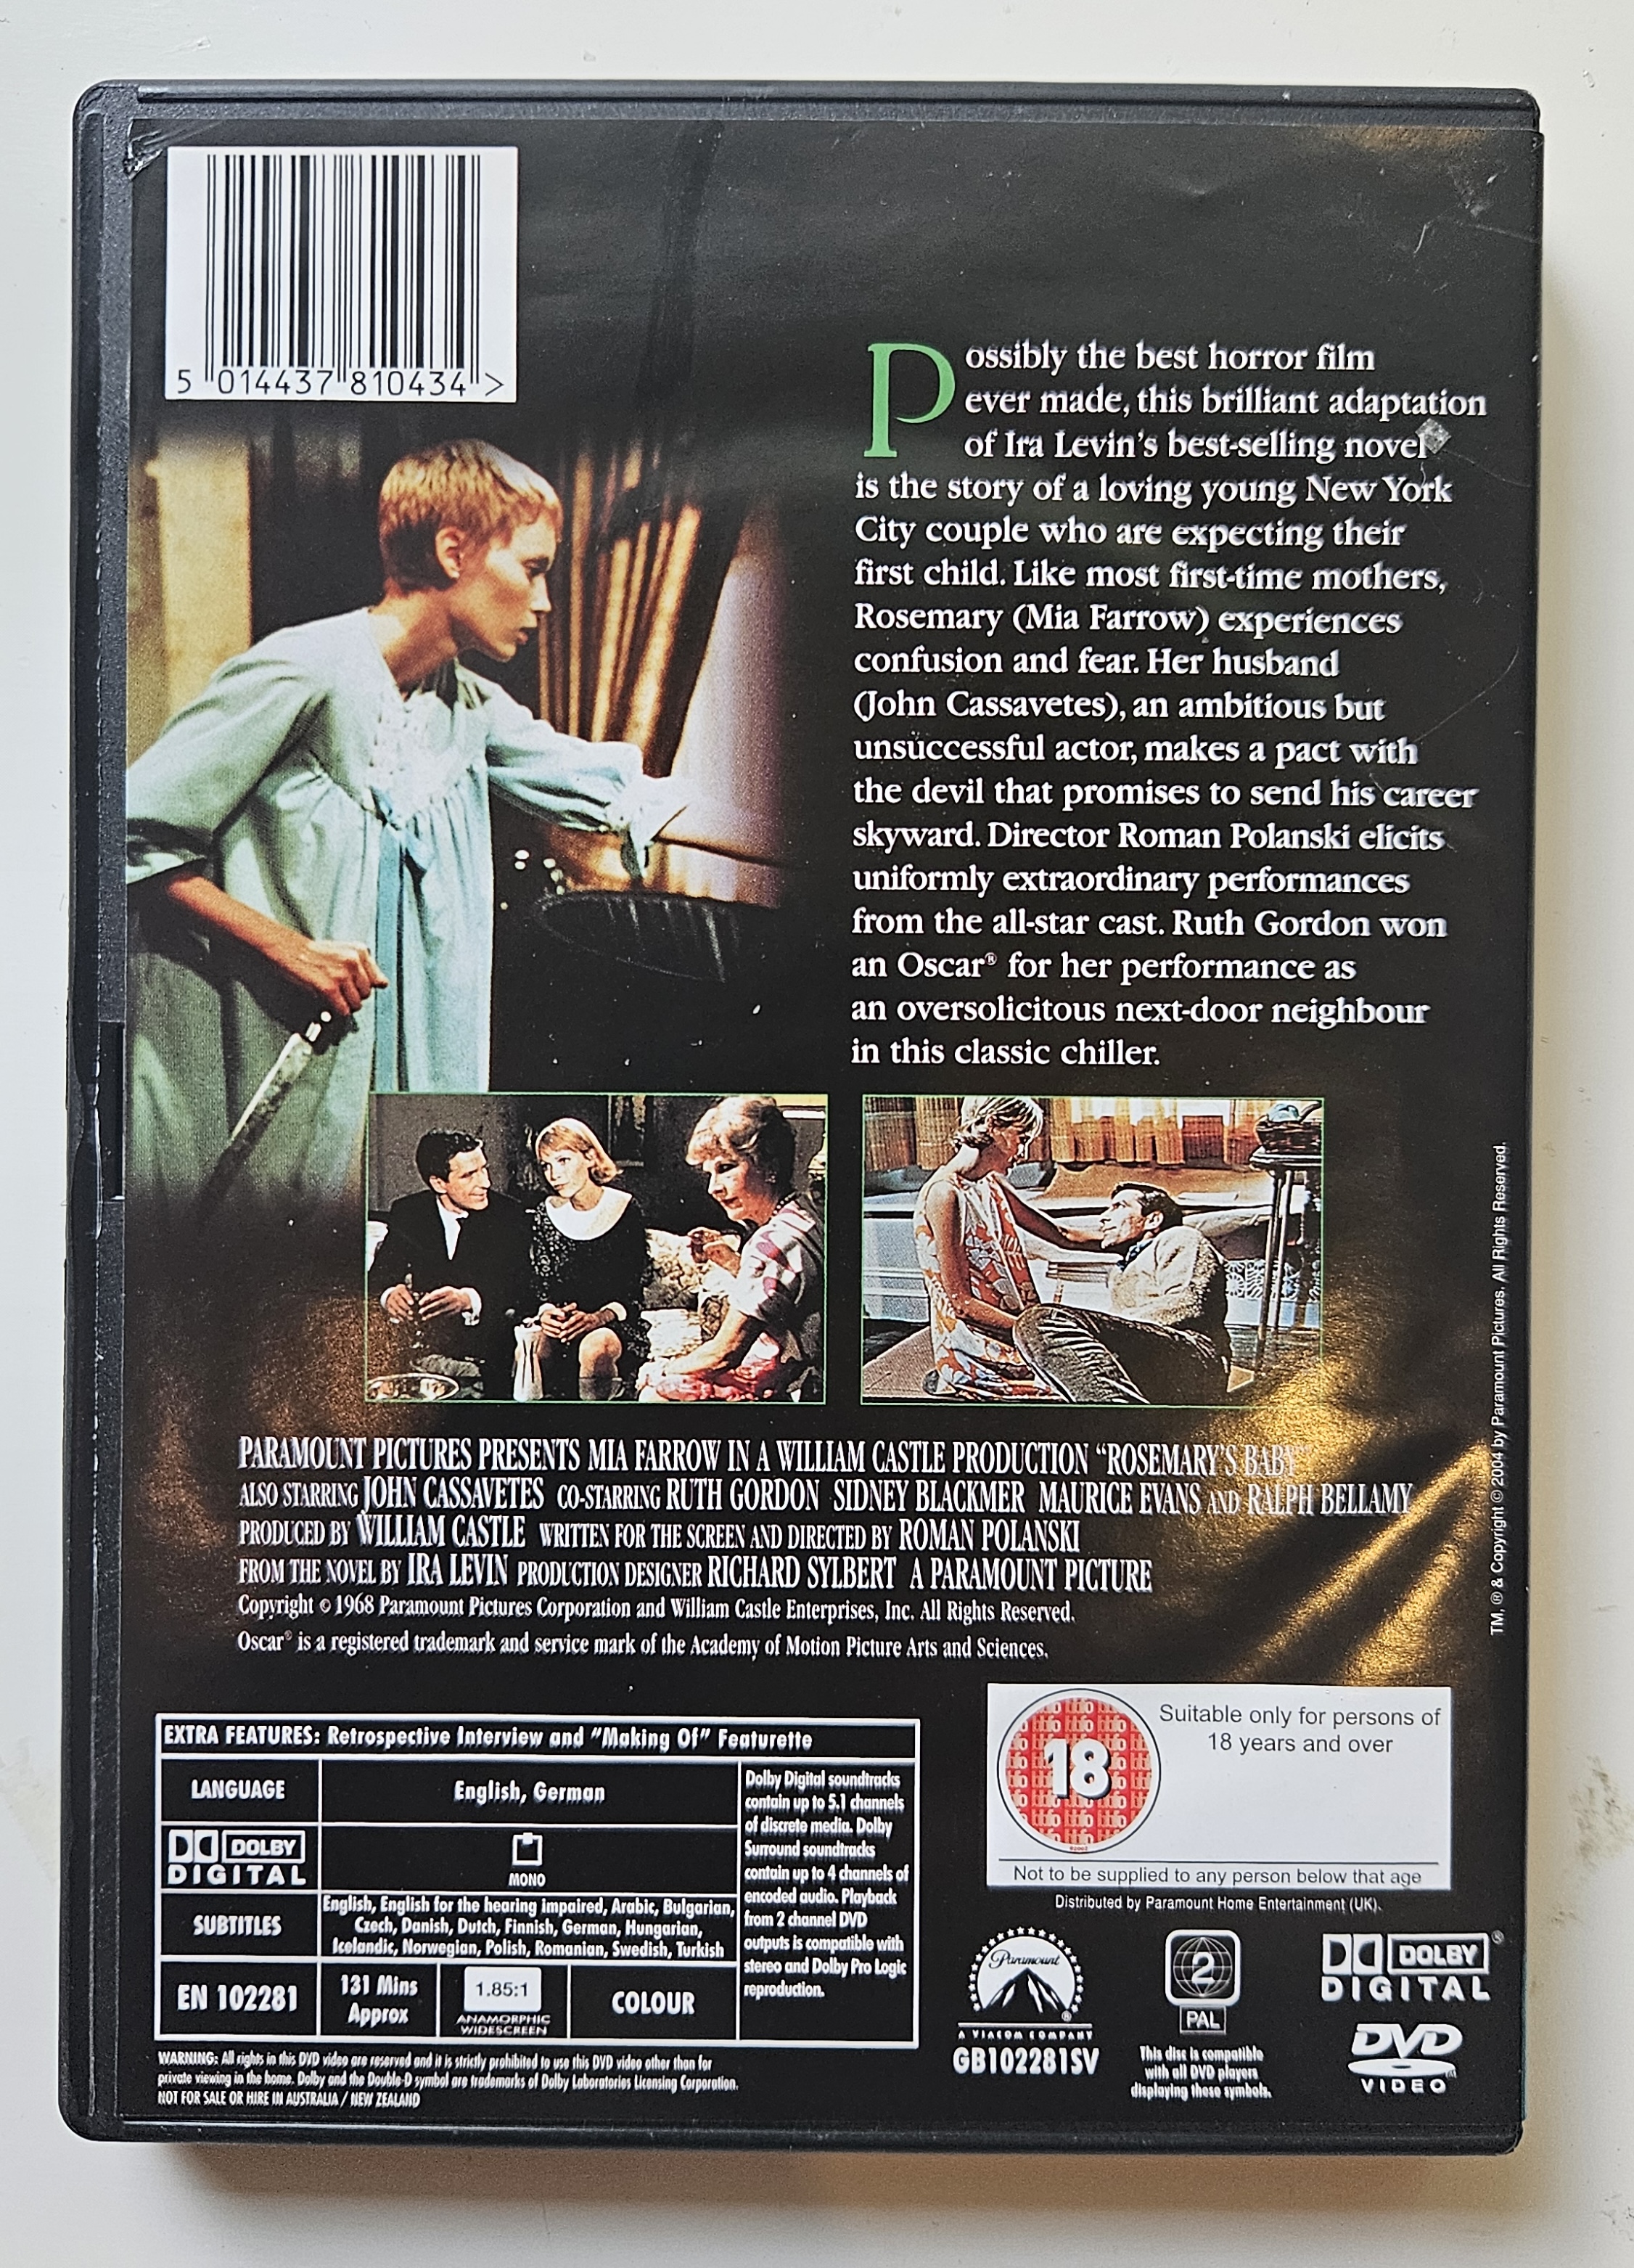 5 014437 810434 >
Possibly the best horror film
ever made, this brilliant adaptation
of Ira Levin's best-selling novel
is the story of a loving young New York
City couple who are expecting their
first child. Like most first-time mothers,
Rosemary (Mia Farrow) experiences
confusion and fear. Her husband
(John Cassavetes), an ambitious but
unsuccessful actor, makes a pact with
the devil that promises to send his career
skyward. Director Roman Polanski elicits
uniformly extraordinary performances
from the all-star cast. Ruth Gordon won
an Oscar® for her performance as
an oversolicitous next-door neighbour
in this classic chiller.
TM, ® & Copyright © 2004 by Paramount Pictures. All Rights Reserved.
PARAMOUNT PICTURES PRESENTS MIA FARROW IN A WILLIAM CASTLE PRODUCTION "ROSEMARY'S BABY"
ALSO STARRING JOHN CASSAVETES CO-STARRING RUTH GORDON SIDNEY BLACKMER MAURICE EVANS AND RALPH BELLAMY
PRODUCED BY WILLIAM CASTLE WRITTEN FOR THE SCREEN AND DIRECTED BY ROMAN POLANSKI
FROM THE NOVEL BY IRA LEVIN PRODUCTION DESIGNER RICHARD SYLBERT A PARAMOUNT PICTURE
Copyright © 1968 Paramount Pictures Corporation and William Castle Enterprises, Inc. All Rights Reserved.
Oscar® is a registered trademark and service mark of the Academy of Motion Picture Arts and Sciences.
EXTRA FEATURES: Retrospective Interview and "Making Of" Featurette
LANGUAGE
English, German
DOLBY
DIGITAL
MONO
SUBTITLES
English, English for the hearing impaired, Arabic, Bulgarian,
Czech, Danish, Dutch, Finnish, German, Hungarian,
Icelandic, Norwegian, Polish, Romanian, Swedish, Turkish
EN 102281
131 Mins
Approx
1.85:1
ANAMORPHIC
WIDESCREEN
COLOUR
Dolby Digital soundtracks
contain up to 5.1 channels
of discrete media. Dolby
Surround soundtracks
contain up to 4 channels of
encoded audio. Playback
from 2 channel DVD
outputs is compatible with
stereo and Dolby Pro Logic
reproduction.
WARNING: All rights in this DVD video are reserved and it is strictly prohibited to use this DVD video other than for
private viewing in the home. Dolby and the Double-D symbol are trademarks of Dolby Laboratories Licensing Corporation.
NOT FOR SALE OR HIRE IN AUSTRALIA / NEW ZEALAND
18
Suitable only for persons of
18 years and over
Not to be supplied to any person below that age
Distributed by Paramount Home Entertainment (UK).
Paramount
®
A VIACOM COMPANY
GB102281SV
2
PAL
This disc is compatible
with all DVD players
displaying these symbols.
DOLBY®
DIGITAL
DVD
VIDEO™